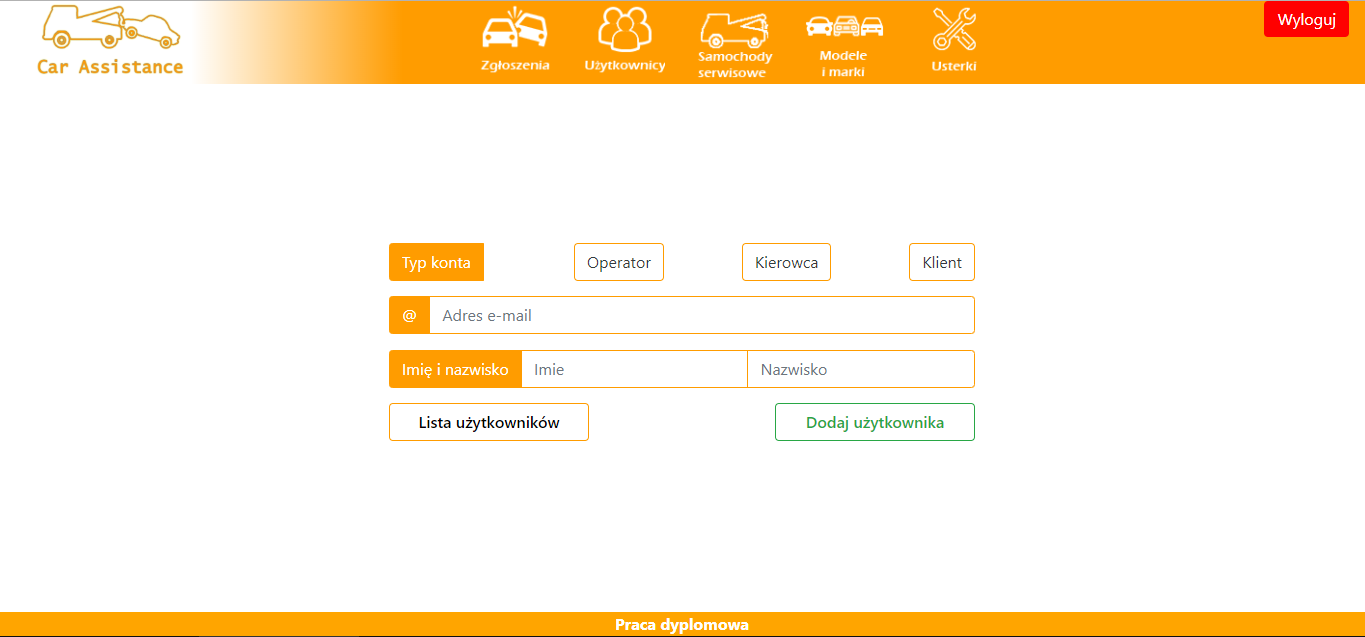 Car Assistance
Zgłoszenia
Użytkownicy
Samochody
serwisowe
Modele
i marki
Usterki
Wyloguj
Typ konta
Operator
Kierowca
Klient
@ Adres e-mail
Imię i nazwisko Imie Nazwisko
Lista użytkowników
Dodaj użytkownika
Praca dyplomowa